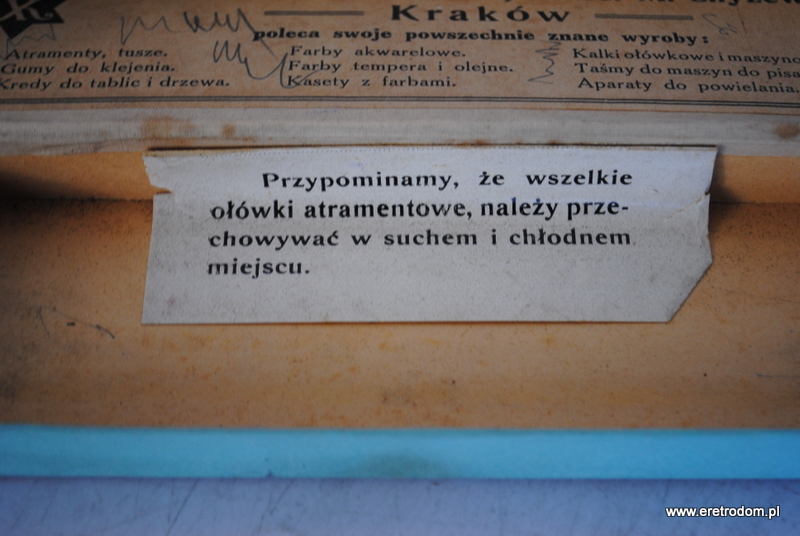 Kraków
poleca swoje powszechnie znane wyroby:
Atramenty, tusze. Farby akwarelowe. Kalki ołówkowe i maszyno
Gumy do klejenia. Farby tempera i olejne. Taśmy do maszyn do pisa
Kredy do tablic i drzewa. Kasety z farbami. Aparaty do powielania.
Przypominamy, że wszelkie
ołówki atramentowe, należy prze-
chowywać w suchem i chłodnem
miejscu.
www.eretrodom.pl